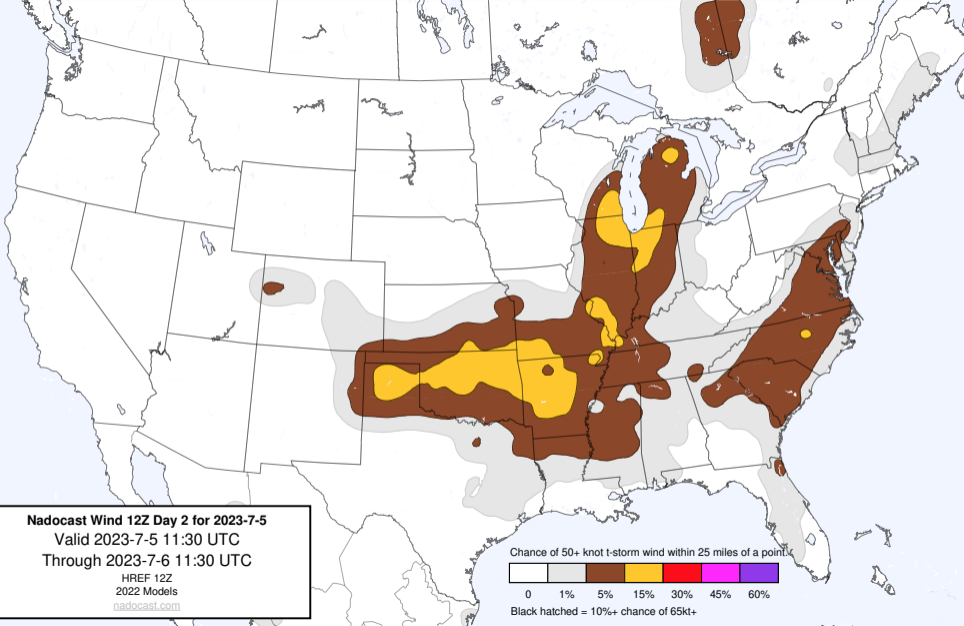 Nadocast Wind 12Z Day 2 for 2023-7-5
Valid 2023-7-5 11:30 UTC
Through 2023-7-6 11:30 UTC
HREF 12Z
2022 Models
nadocast.com
Chance of 50+ knot t-storm wind within 25 miles of a point.
0 1% 5% 15% 30% 45% 60%
Black hatched = 10%+ chance of 65kt+